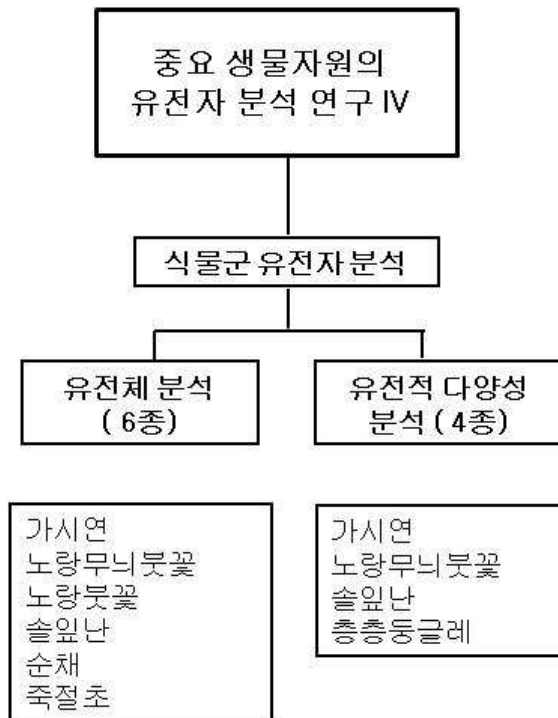 중요 생물자원의
유전자 분석 연구 IV
식물군 유전자 분석
유전체 분석
( 6종)
유전적 다양성
분석 ( 4종)
가시연
노랑무늬붓꽃
노랑붓꽃
솔잎난
순채
죽절초
가시연
노랑무늬붓꽃
솔잎난
층층둥글레